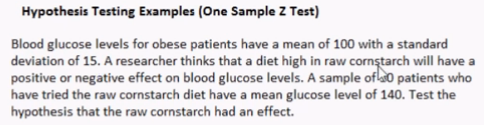 Hypothesis Testing Examples (One Sample Z Test)
Blood glucose levels for obese patients have a mean of 100 with a standard
deviation of 15. A researcher thinks that a diet high in raw cornstarch will have a
positive or negative effect on blood glucose levels. A sample of patients who
have tried the raw cornstarch diet have a mean glucose level of 140. Test the
hypothesis that the raw cornstarch had an effect.